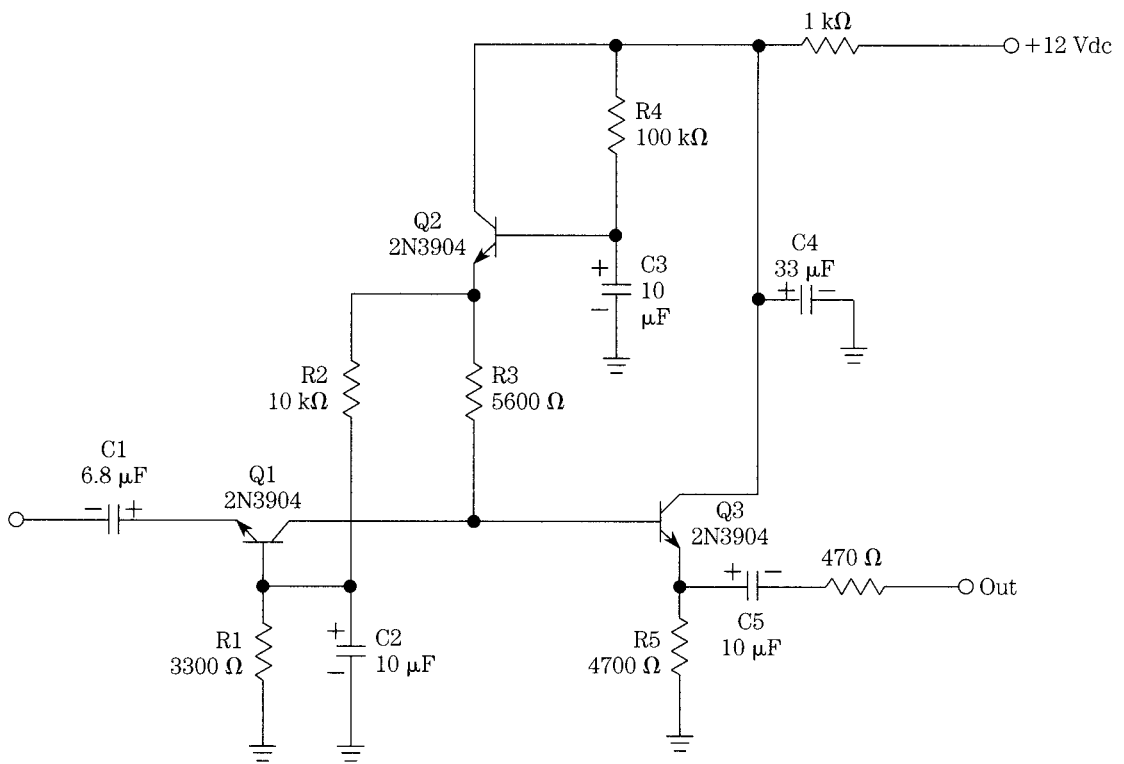 1 kΩ
+12 Vdc
R4
100 kΩ
Q2
2N3904
C3
10
μF
C4
33 μF
+ −
+
−
R2
10 kΩ
R3
5600 Ω
C1
6.8 μF
− +
Q1
2N3904
Q3
2N3904
470 Ω
+ −
Out
C5
10 μF
R1
3300 Ω
+
−
C2
10 μF
R5
4700 Ω